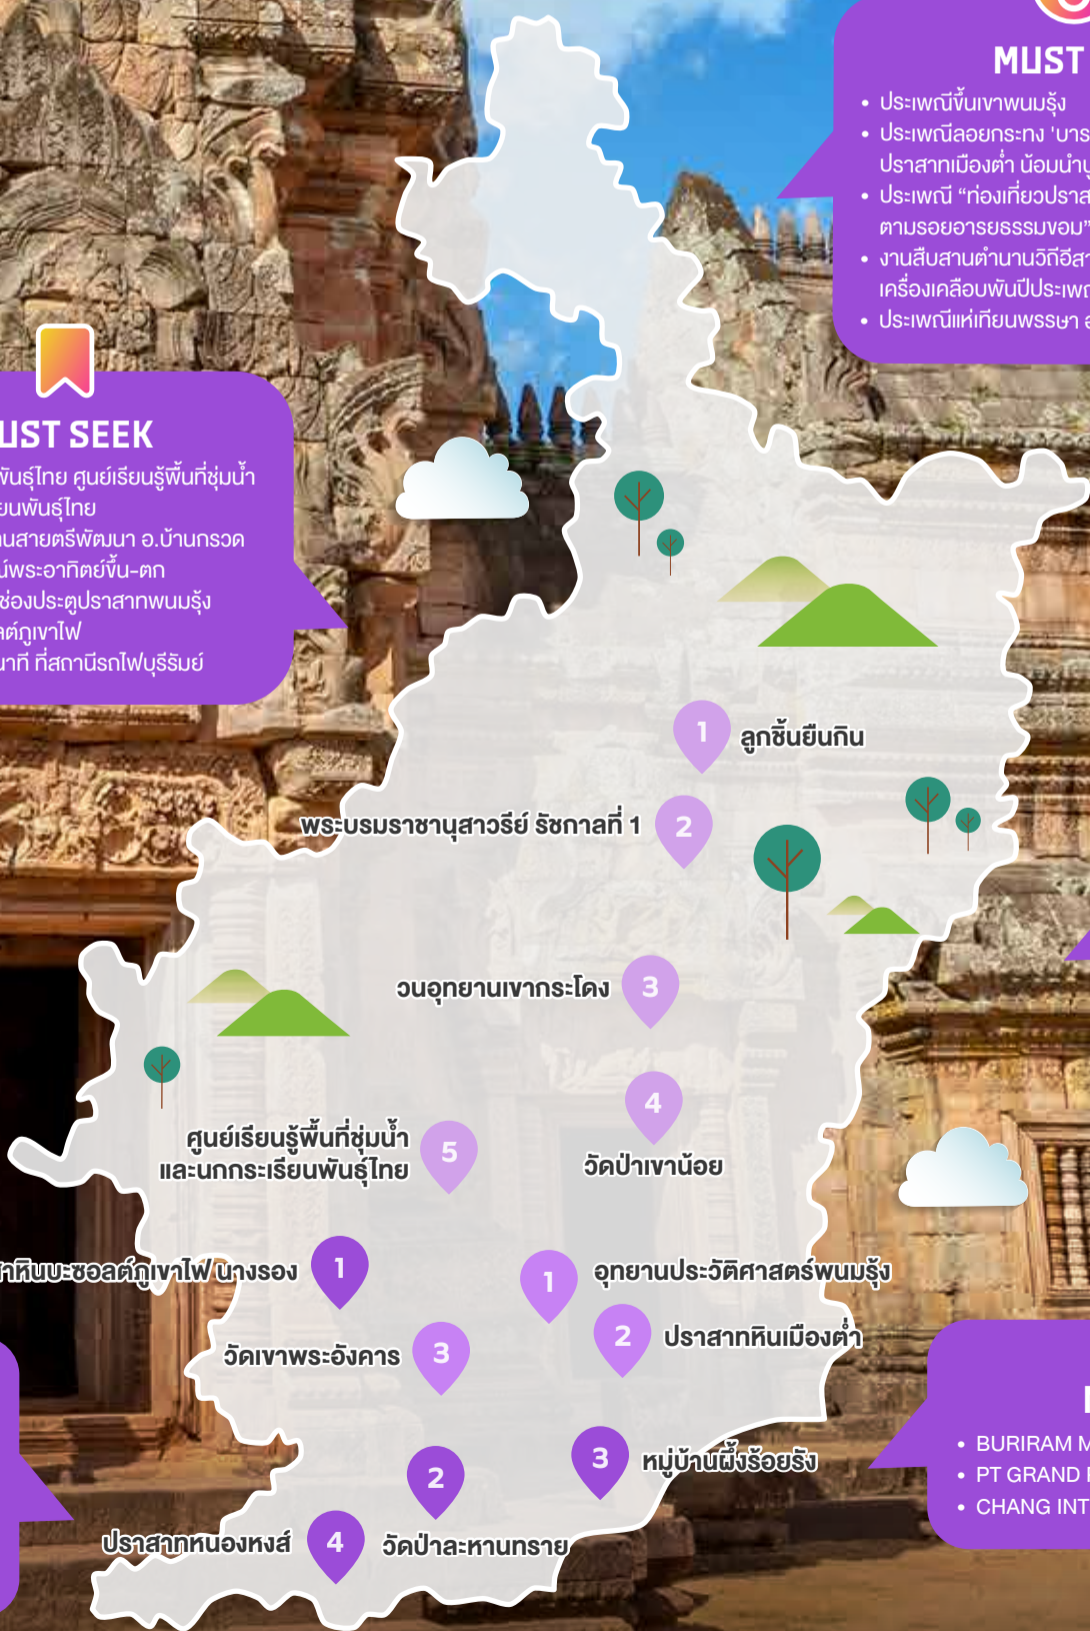 MUST
• ประเพณีขึ้นเขาพนมรุ้ง
• ประเพณีลอยกระทง 'บาร
ปราสาทเมืองต่ำ น้อมนำบู
• ประเพณี “ท่องเที่ยวปราส
ตามรอยอารยธรรมขอม”
• งานสืบสานตำนานวิถีอีสา
เครื่องเคลือบพันปีประเพณ
• ประเพณีแห่เทียนพรรษา อ
UST SEEK
พันธุ์ไทย ศูนย์เรียนรู้พื้นที่ชุ่มน้ำ
ยนพันธุ์ไทย
านสายตรีพัฒนา อ.บ้านกรวด
น์พระอาทิตย์ขึ้น-ตก
ช่องประตูปราสาทพนมรุ้ง
ลต์ภูเขาไฟ
นาที ที่สถานีรถไฟบุรีรัมย์
1 ลูกชิ้นยืนกิน
พระบรมราชานุสาวรีย์ รัชกาลที่ 1 2
วนอุทยานเขากระโดง 3
4
วัดป่าเขาน้อย
ศูนย์เรียนรู้พื้นที่ชุ่มน้ำ
และนกกระเรียนพันธุ์ไทย 5
าหินบะซอลต์ภูเขาไฟ นางรอง 1
1 อุทยานประวัติศาสตร์พนมรุ้ง
2 ปราสาทหินเมืองต่ำ
วัดเขาพระอังคาร 3
3 หมู่บ้านผึ้งร้อยรัง
2
วัดป่าละหานทราย
ปราสาทหนองหงส์ 4
• BURIRAM M
• PT GRAND
• CHANG INT